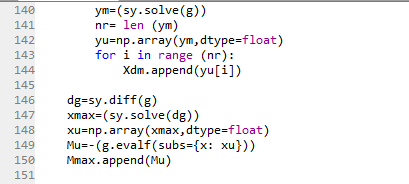 140 ym=(sy.solve(g))
141 nr= len (ym)
142 yu=np.array(ym,dtype=float)
143 for i in range (nr):
144 Xdm.append(yu[i])
145
146 dg=sy.diff(g)
147 xmax=(sy.solve(dg))
148 xu=np.array(xmax,dtype=float)
149 Mu=-(g.evalf(subs={x: xu}))
150 Mmax.append(Mu)
151